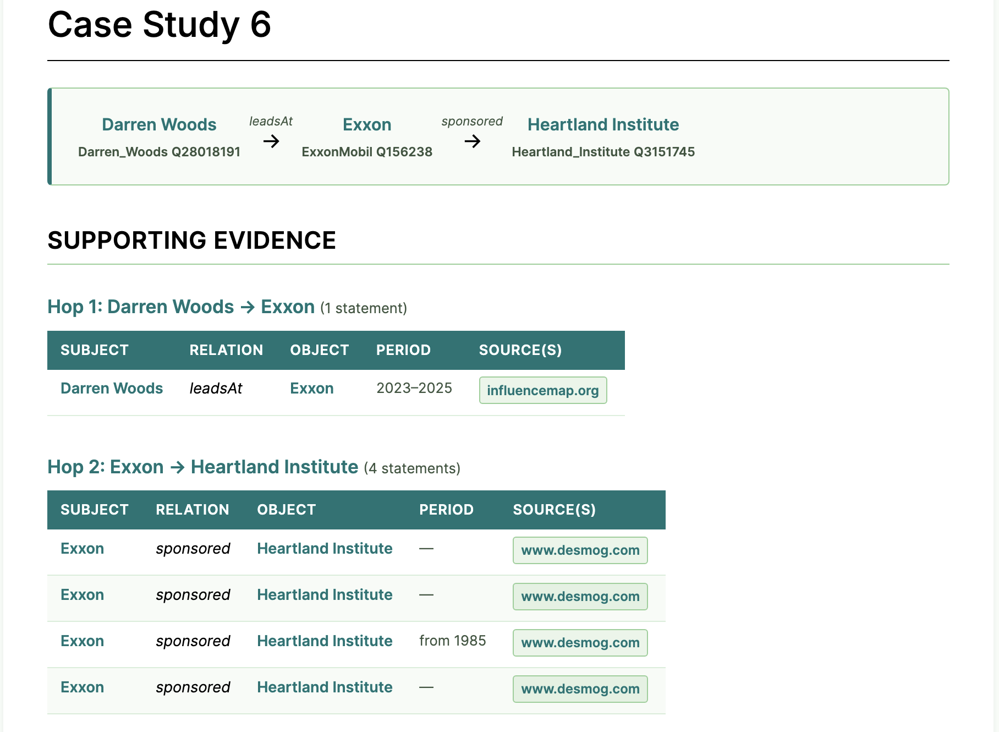 Case Study 6
Darren Woods leadsAt → Exxon sponsored → Heartland Institute
Darren_Woods Q28018191 ExxonMobil Q156238 Heartland_Institute Q3151745
SUPPORTING EVIDENCE
Hop 1: Darren Woods → Exxon (1 statement)
SUBJECT RELATION OBJECT PERIOD SOURCE(S)
Darren Woods leadsAt Exxon 2023–2025 influencemap.org
Hop 2: Exxon → Heartland Institute (4 statements)
SUBJECT RELATION OBJECT PERIOD SOURCE(S)
Exxon sponsored Heartland Institute — www.desmog.com
Exxon sponsored Heartland Institute — www.desmog.com
Exxon sponsored Heartland Institute from 1985 www.desmog.com
Exxon sponsored Heartland Institute — www.desmog.com